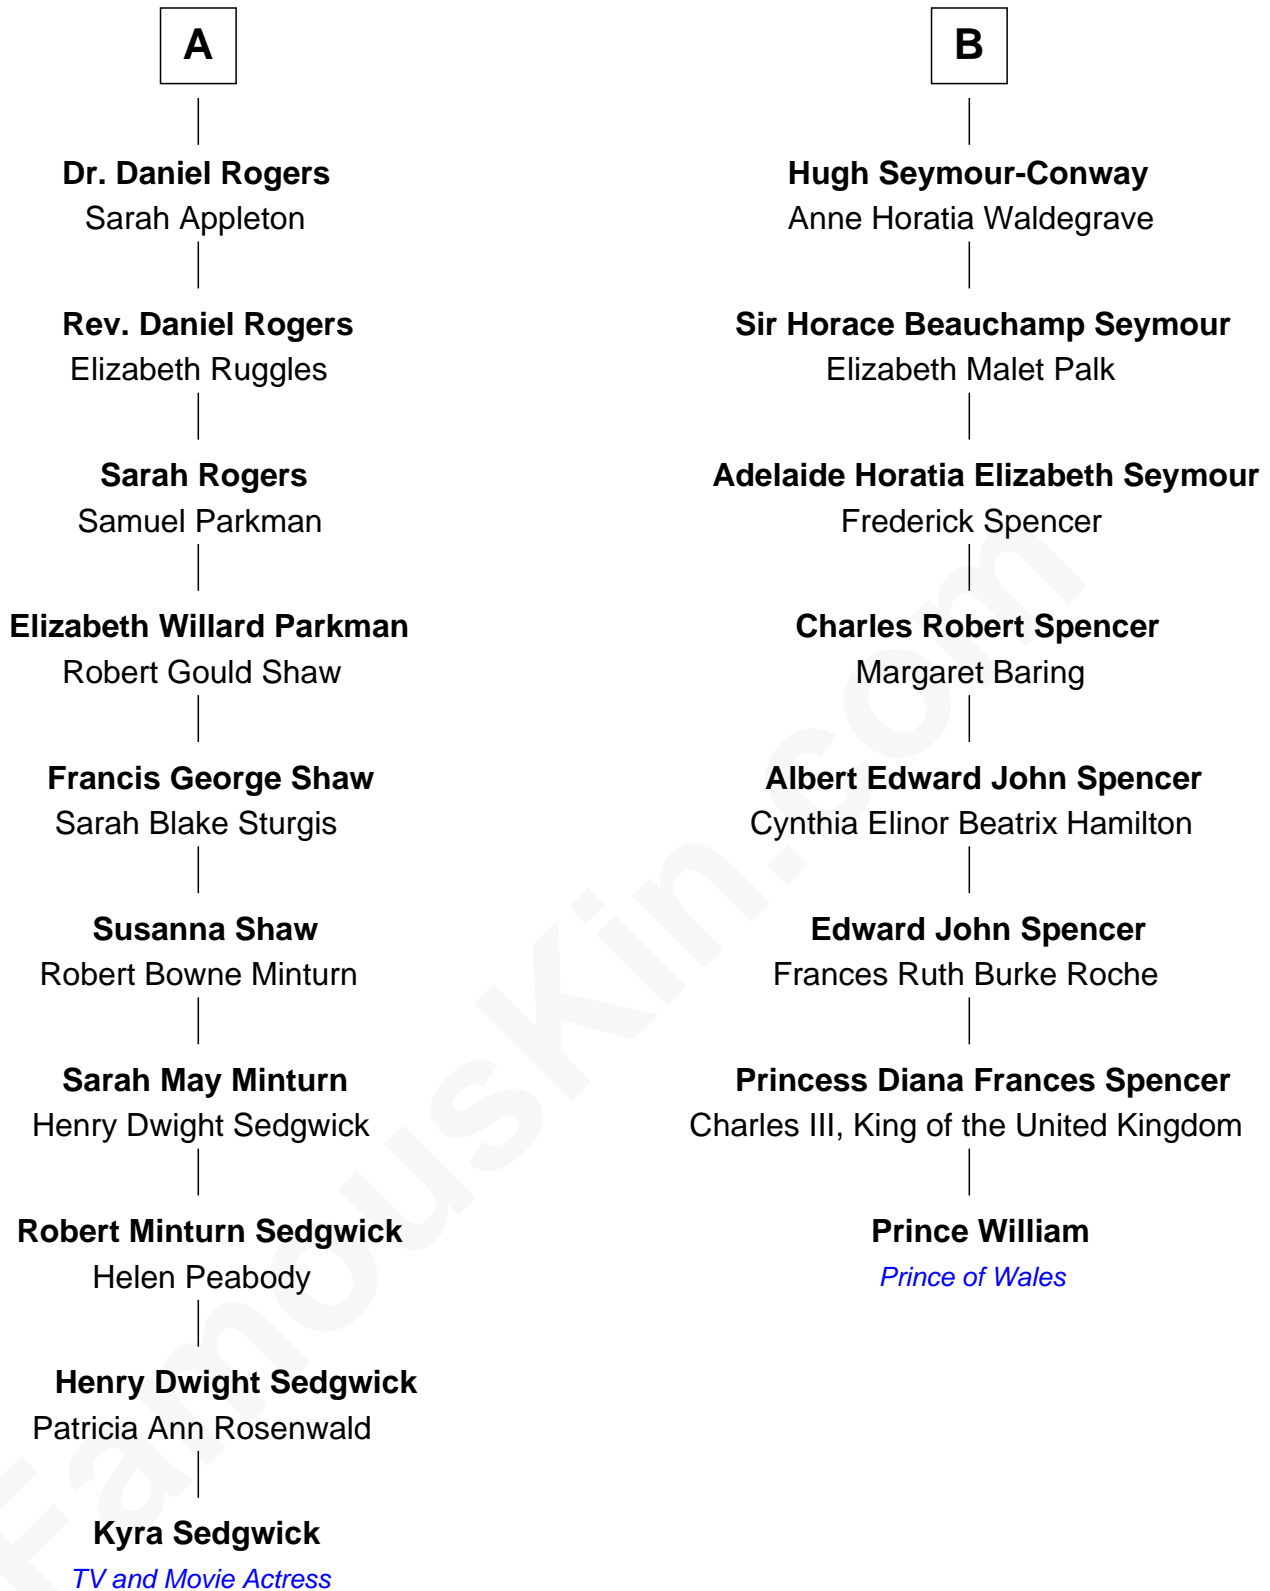 A
Dr. Daniel Rogers
Sarah Appleton
Rev. Daniel Rogers
Elizabeth Ruggles
Sarah Rogers
Samuel Parkman
Elizabeth Willard Parkman
Robert Gould Shaw
Francis George Shaw
Sarah Blake Sturgis
Susanna Shaw
Robert Bowne Minturn
Sarah May Minturn
Henry Dwight Sedgwick
Robert Minturn Sedgwick
Helen Peabody
Henry Dwight Sedgwick
Patricia Ann Rosenwald
Kyra Sedgwick
TV and Movie Actress
B
Hugh Seymour-Conway
Anne Horatia Waldegrave
Sir Horace Beauchamp Seymour
Elizabeth Malet Palk
Adelaide Horatia Elizabeth Seymour
Frederick Spencer
Charles Robert Spencer
Margaret Baring
Albert Edward John Spencer
Cynthia Elinor Beatrix Hamilton
Edward John Spencer
Frances Ruth Burke Roche
Princess Diana Frances Spencer
Charles III, King of the United Kingdom
Prince William
Prince of Wales
FamousKin.com